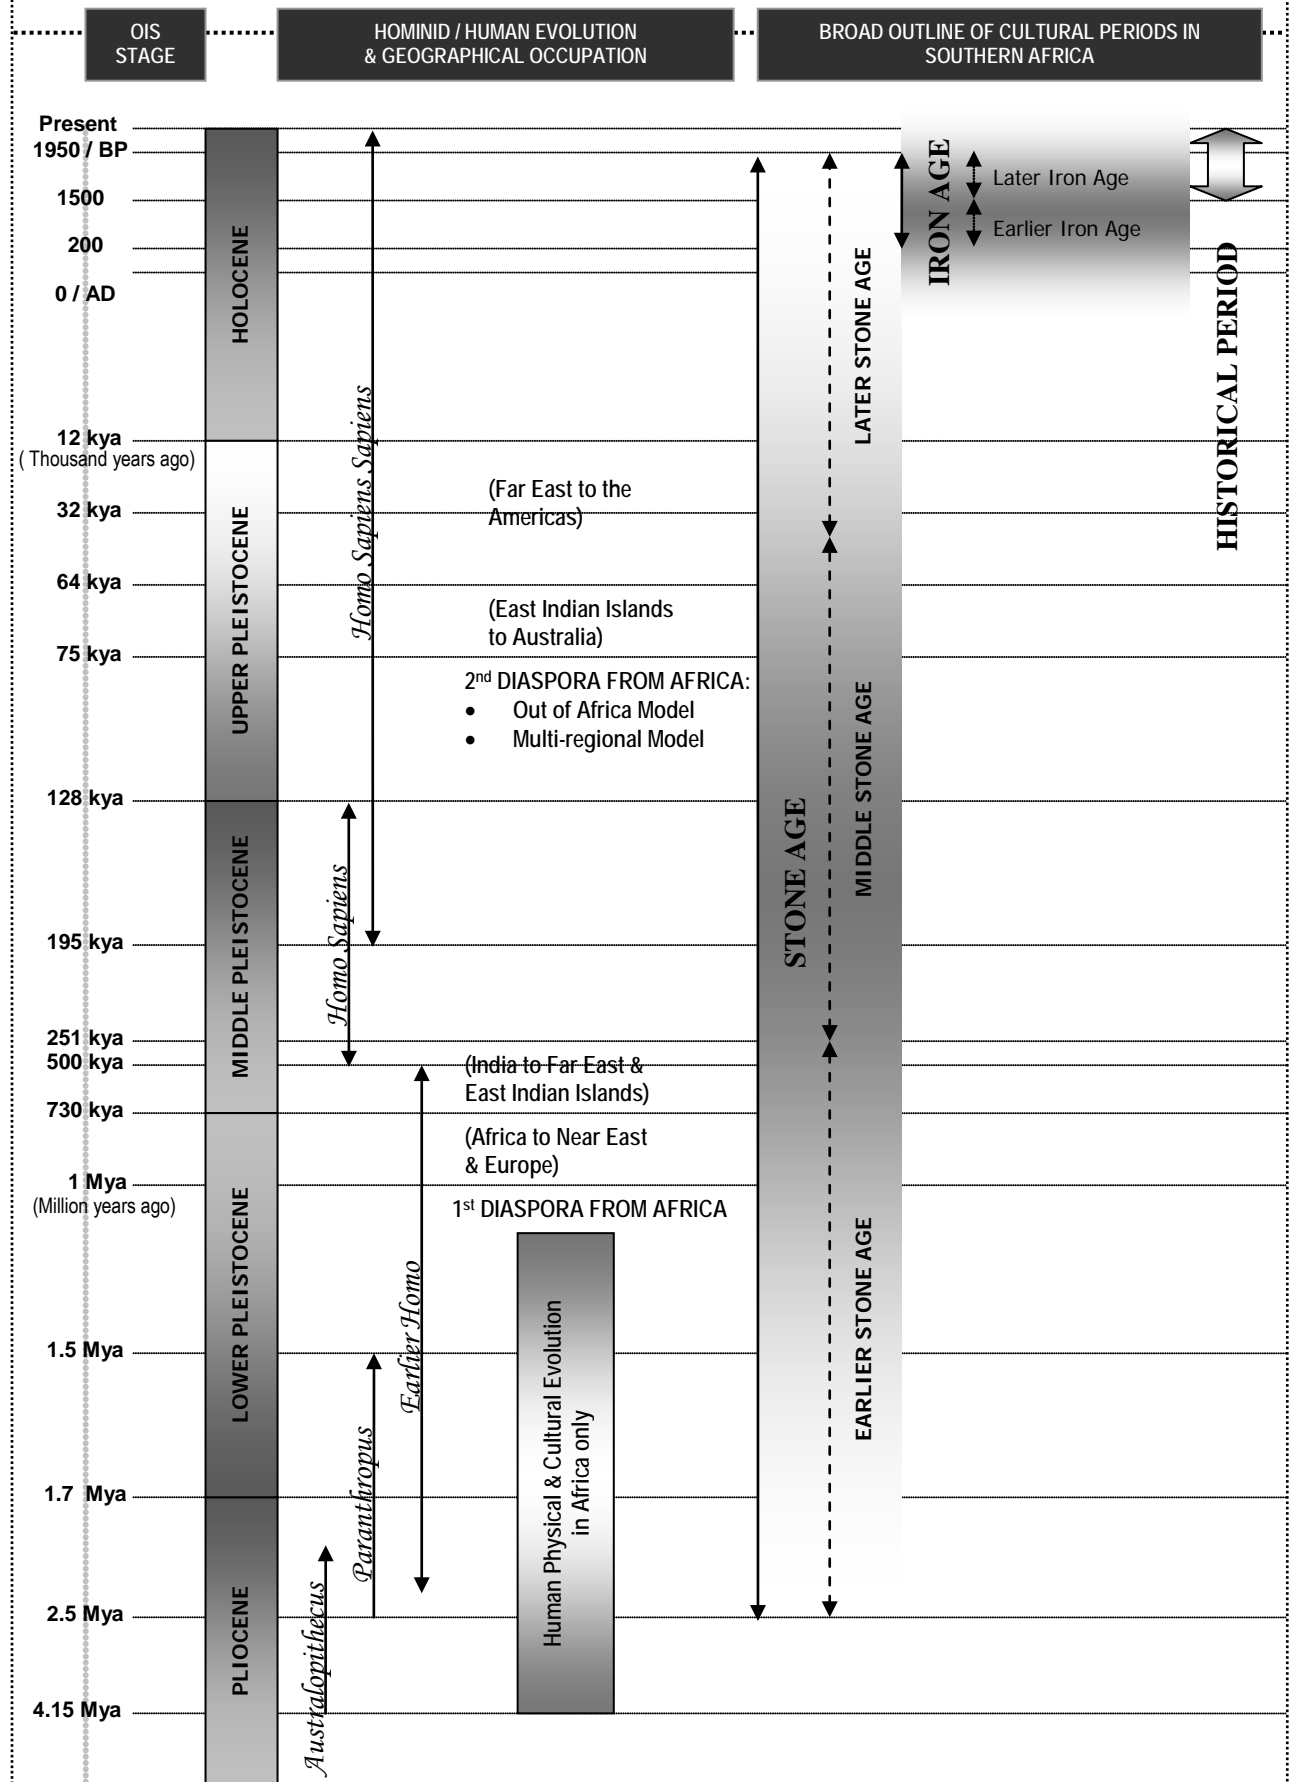 OIS
STAGE
HOMINID / HUMAN EVOLUTION
& GEOGRAPHICAL OCCUPATION
BROAD OUTLINE OF CULTURAL PERIODS IN
SOUTHERN AFRICA
Present
1950 / BP
1500
200
0 / AD
12 kya
( Thousand years ago)
32 kya
64 kya
75 kya
128 kya
195 kya
251 kya
500 kya
730 kya
1 Mya
(Million years ago)
1.5 Mya
1.7 Mya
2.5 Mya
4.15 Mya
HOLOCENE
UPPER PLEISTOCENE
MIDDLE PLEISTOCENE
LOWER PLEISTOCENE
PLIOCENE
Homo Sapiens Sapiens
Homo Sapiens
Earlier Homo
Paranthropus
Australopithecus
(Far East to the
Americas)
(East Indian Islands
to Australia)
2nd DIASPORA FROM AFRICA:
• Out of Africa Model
• Multi-regional Model
(India to Far East &
East Indian Islands)
(Africa to Near East
& Europe)
1st DIASPORA FROM AFRICA
Human Physical & Cultural Evolution
in Africa only
STONE AGE
LATER STONE AGE
MIDDLE STONE AGE
EARLIER STONE AGE
IRON AGE
Later Iron Age
Earlier Iron Age
HISTORICAL PERIOD